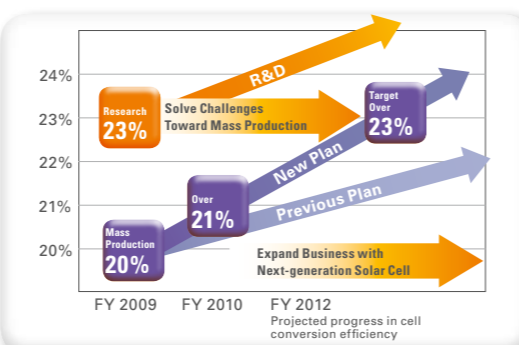 24%
23%
22%
21%
20%
R&D
Research
23%
Solve Challenges
Toward Mass Production
Target
Over
23%
New Plan
Over
21%
Previous Plan
Mass
Production
20%
Expand Business with
Next-generation Solar Cell
FY 2009
FY 2010
FY 2012
Projected progress in cell
conversion efficiency